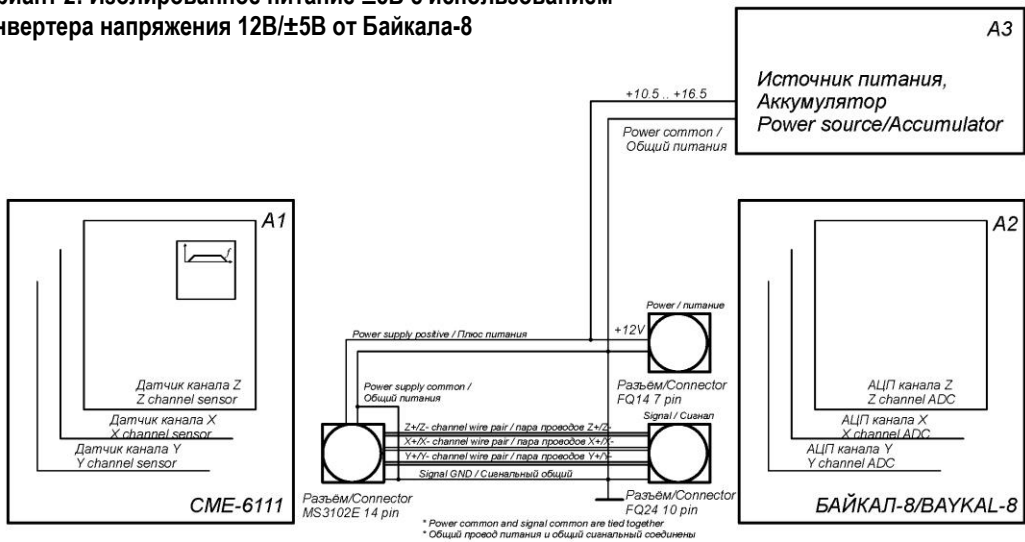 риант 2. Изолированное питание ±5В с использованием
нвертера напряжения 12В/±5В от Байкала-8
A3
Источник питания,
Аккумулятор
Power source/Accumulator
+10.5 .. +16.5
Power common /
Общий питания
A1
Датчик канала Z
Z channel sensor
Датчик канала X
X channel sensor
Датчик канала Y
Y channel sensor
CME-6111
A2
АЦП канала Z
Z channel ADC
АЦП канала X
X channel ADC
АЦП канала Y
Y channel ADC
БАЙКАЛ-8/BAYKAL-8
Power / питание
+12V
Power supply positive / Плюс питания
Разъём/Connector
FQ14 7 pin
Power supply common /
Общий питания
Signal / Сигнал
Z+/Z- channel wire pair / пара проводов Z+/Z-
X+/X- channel wire pair / пара проводов X+/X-
Y+/Y- channel wire pair / пара проводов Y+/Y-
Signal GND / Сигнальный общий
Разъём/Connector
MS3102E 14 pin
Разъём/Connector
FQ24 10 pin
* Power common and signal common are tied together
* Общий провод питания и общий сигнальный соединены